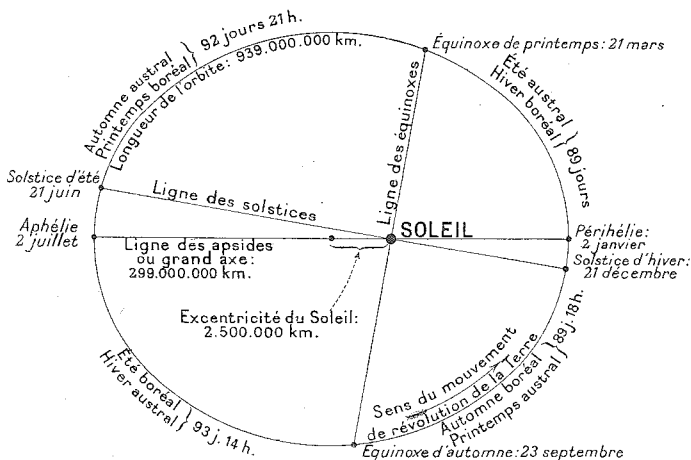 Automne austral
Printemps boréal
} 92 jours 21 h.
Longueur de l'orbite: 939.000.000 km.
Équinoxe de printemps: 21 mars
Été austral
Hiver boréal
} 89 jours
Ligne des équinoxes
Solstice d'été
21 juin
Ligne des solstices
Aphélie
2 juillet
SOLEIL
Périhélie:
2 janvier
Ligne des apsides
ou grand axe:
299.000.000 km.
Solstice d'hiver:
21 décembre
Excentricité du Soleil:
2.500.000 km.
Été boréal
Hiver austral
} 93 j. 14 h.
Sens du mouvement
de révolution de la Terre
Automne boréal
Printemps austral
} 89 j. 18 h.
Équinoxe d'automne: 23 septembre